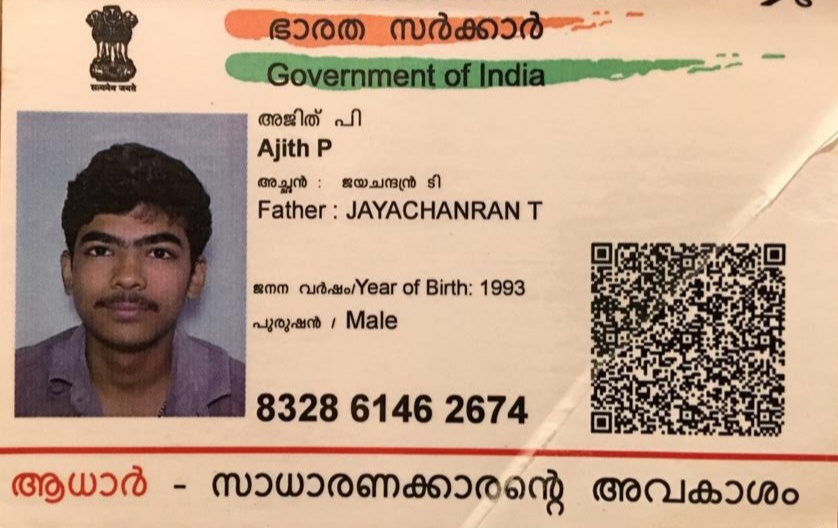 ഭാരത സർക്കാർ
Government of India
सत्यमेव जयते
അജിത് പി
Ajith P
അച്ഛൻ : ജയചന്ദ്രൻ ടി
Father : JAYACHANRAN T
ജനന വർഷം/Year of Birth: 1993
പുരുഷൻ / Male
8328 6146 2674
ആധാർ - സാധാരണക്കാരന്റെ അവകാശം